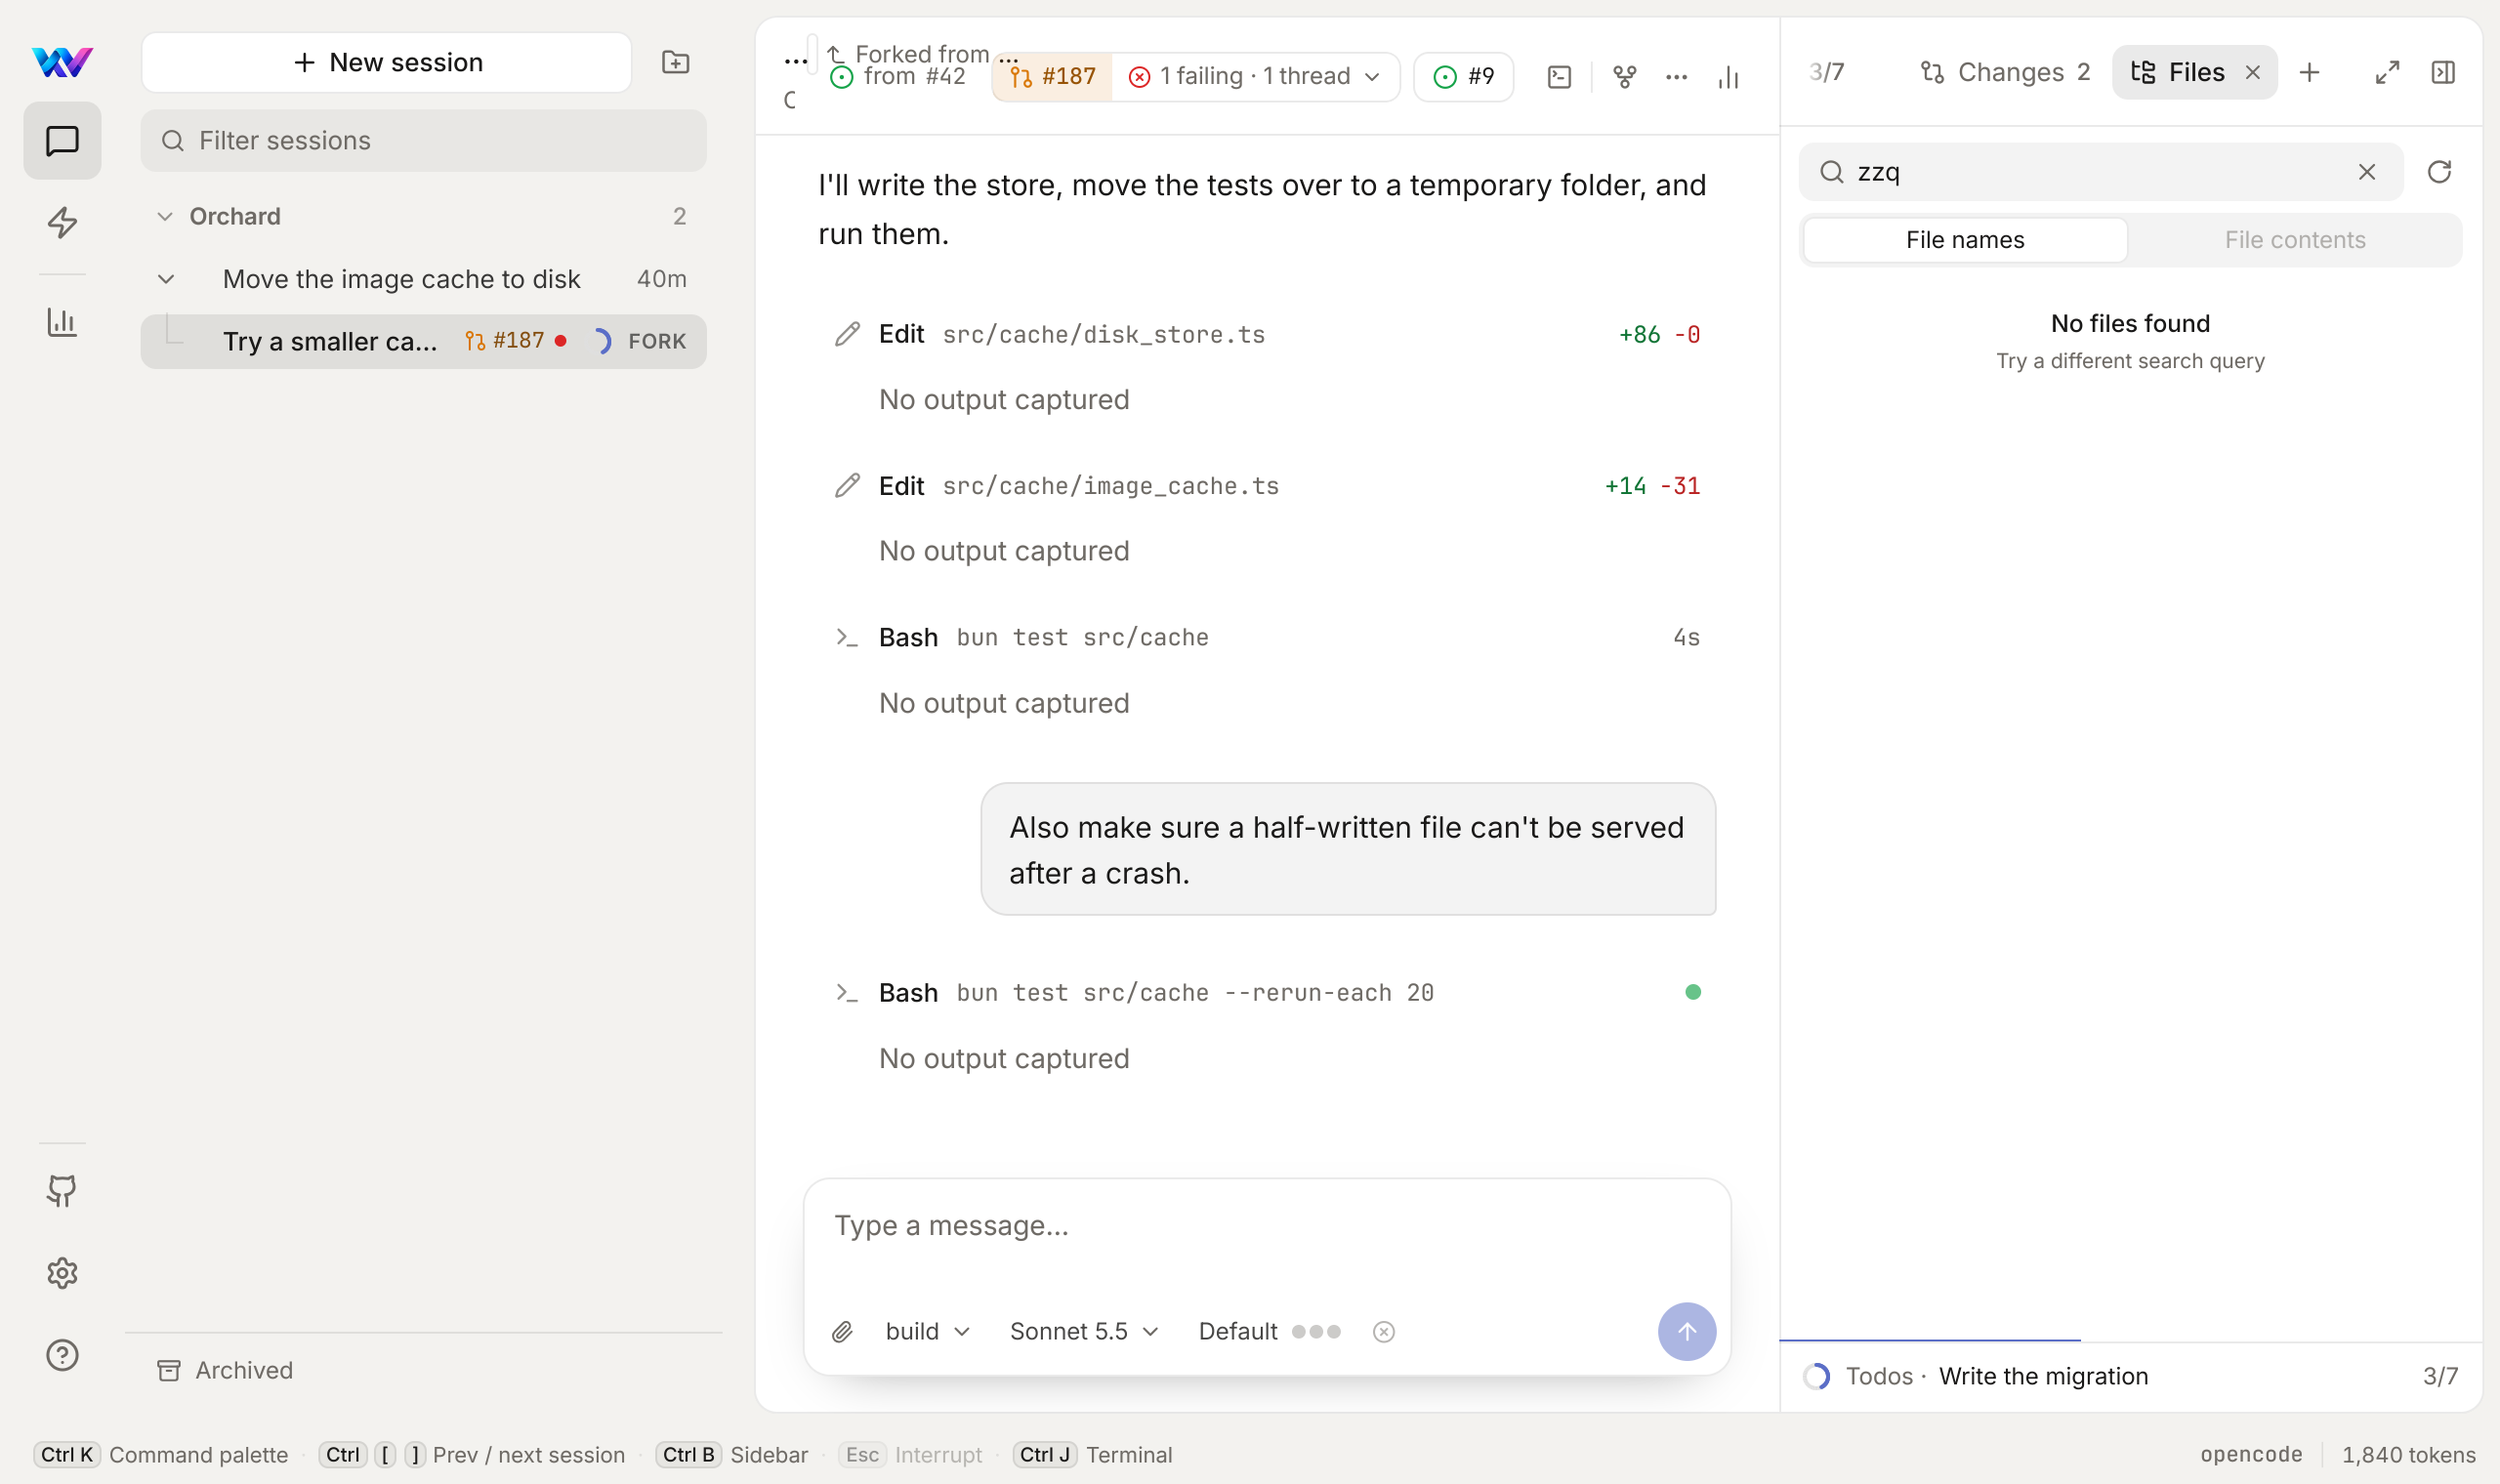 New session
Filter sessions
Orchard 2
Move the image cache to disk 40m
Try a smaller ca... #187 FORK
Archived
...
Forked from ...
from #42
#187
1 failing · 1 thread
#9
I'll write the store, move the tests over to a temporary folder, and
run them.
Edit src/cache/disk_store.ts +86 -0
No output captured
Edit src/cache/image_cache.ts +14 -31
No output captured
Bash bun test src/cache 4s
No output captured
Also make sure a half-written file can't be served
after a crash.
Bash bun test src/cache --rerun-each 20
No output captured
Type a message...
build
Sonnet 5.5
Default
3/7
Changes 2
Files
zzq
File names
File contents
No files found
Try a different search query
Todos · Write the migration 3/7
Ctrl K Command palette · Ctrl [ ] Prev / next session · Ctrl B Sidebar · Esc Interrupt · Ctrl J Terminal
opencode
1,840 tokens